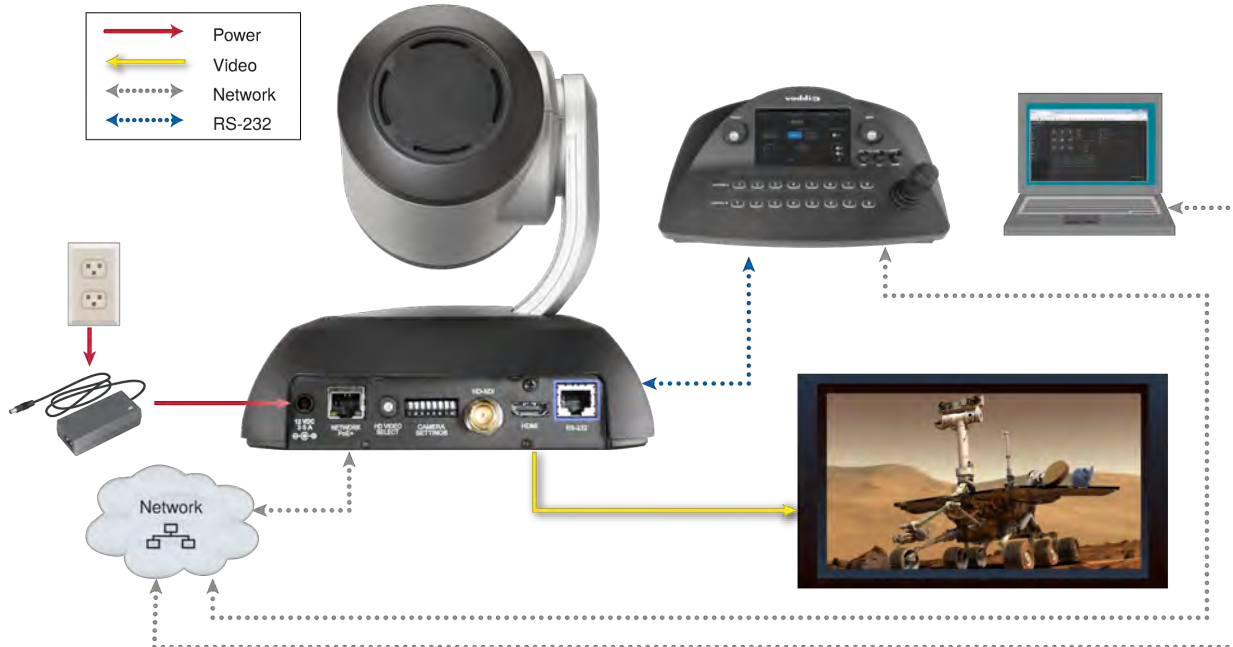 Power
Video
Network
RS-232
vaddio
12 VDC
3.0 A
NETWORK
PoE+
HD VIDEO
SELECT
CAMERA
SETTINGS
HD-SDI
HDMI
RS-232
Network